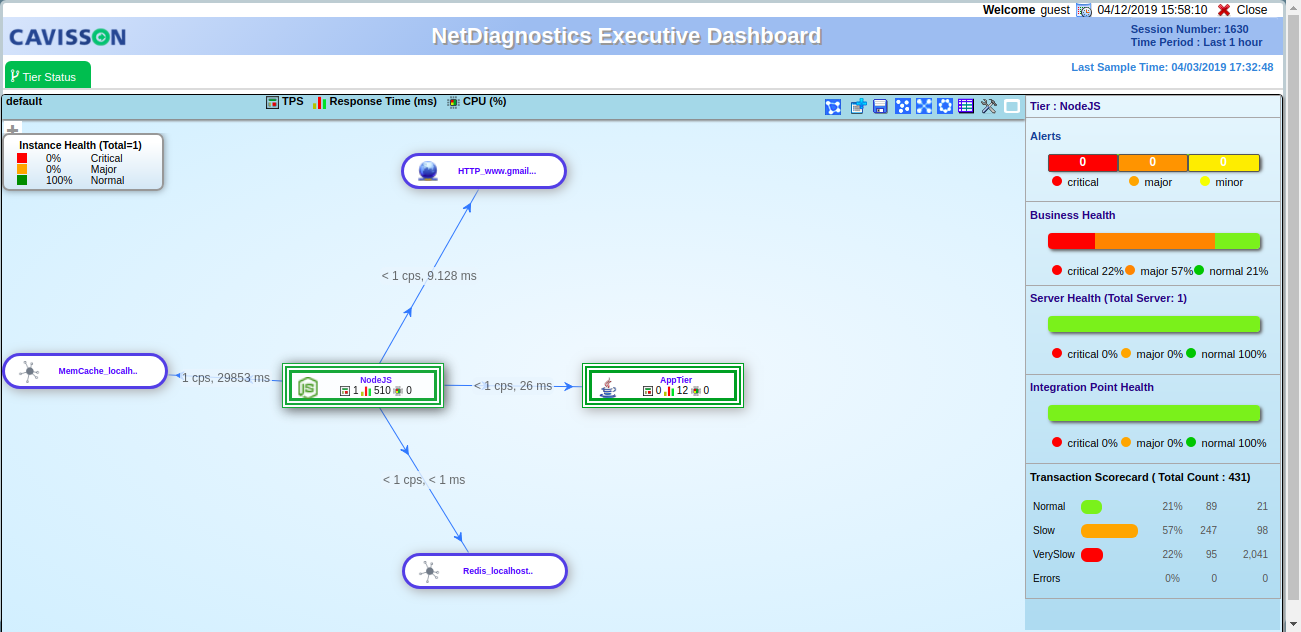 Welcome guest 04/12/2019 15:58:10 Close
CAVISSON
NetDiagnostics Executive Dashboard
Session Number: 1630
Time Period : Last 1 hour
Tier Status
Last Sample Time: 04/03/2019 17:32:48
default
TPS Response Time (ms) CPU (%)
Instance Health (Total=1)
0% Critical
0% Major
100% Normal
HTTP_www.gmail...
< 1 cps, 9.128 ms
MemCache_localh..
1 cps, 29853 ms
NodeJS
1 510 0
< 1 cps, 26 ms
AppTier
0 12 0
< 1 cps, < 1 ms
Redis_localhost..
Tier : NodeJS
Alerts
0 0 0
critical major minor
Business Health
critical 22% major 57% normal 21%
Server Health (Total Server: 1)
critical 0% major 0% normal 100%
Integration Point Health
critical 0% major 0% normal 100%
Transaction Scorecard ( Total Count : 431)
Normal 21% 89 21
Slow 57% 247 98
VerySlow 22% 95 2,041
Errors 0% 0 0